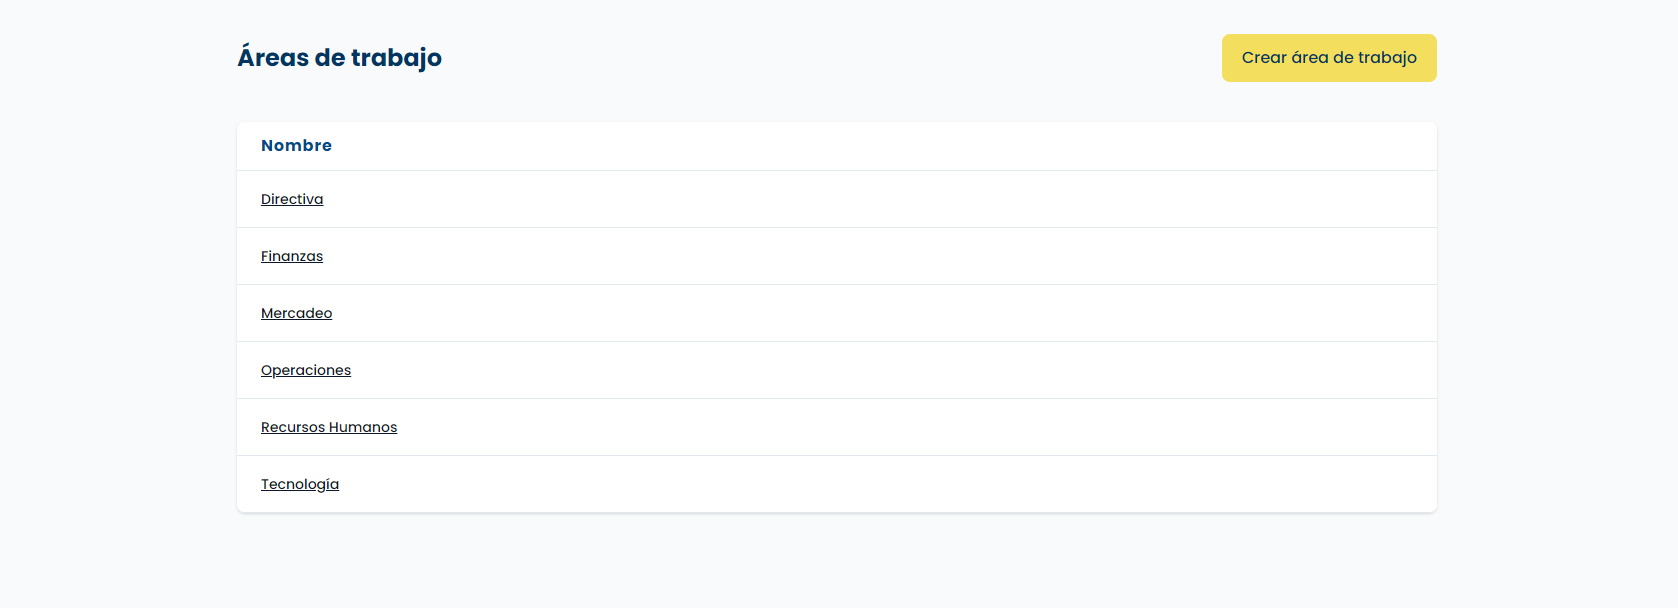 Áreas de trabajo
Crear área de trabajo
Nombre
Directiva
Finanzas
Mercadeo
Operaciones
Recursos Humanos
Tecnología